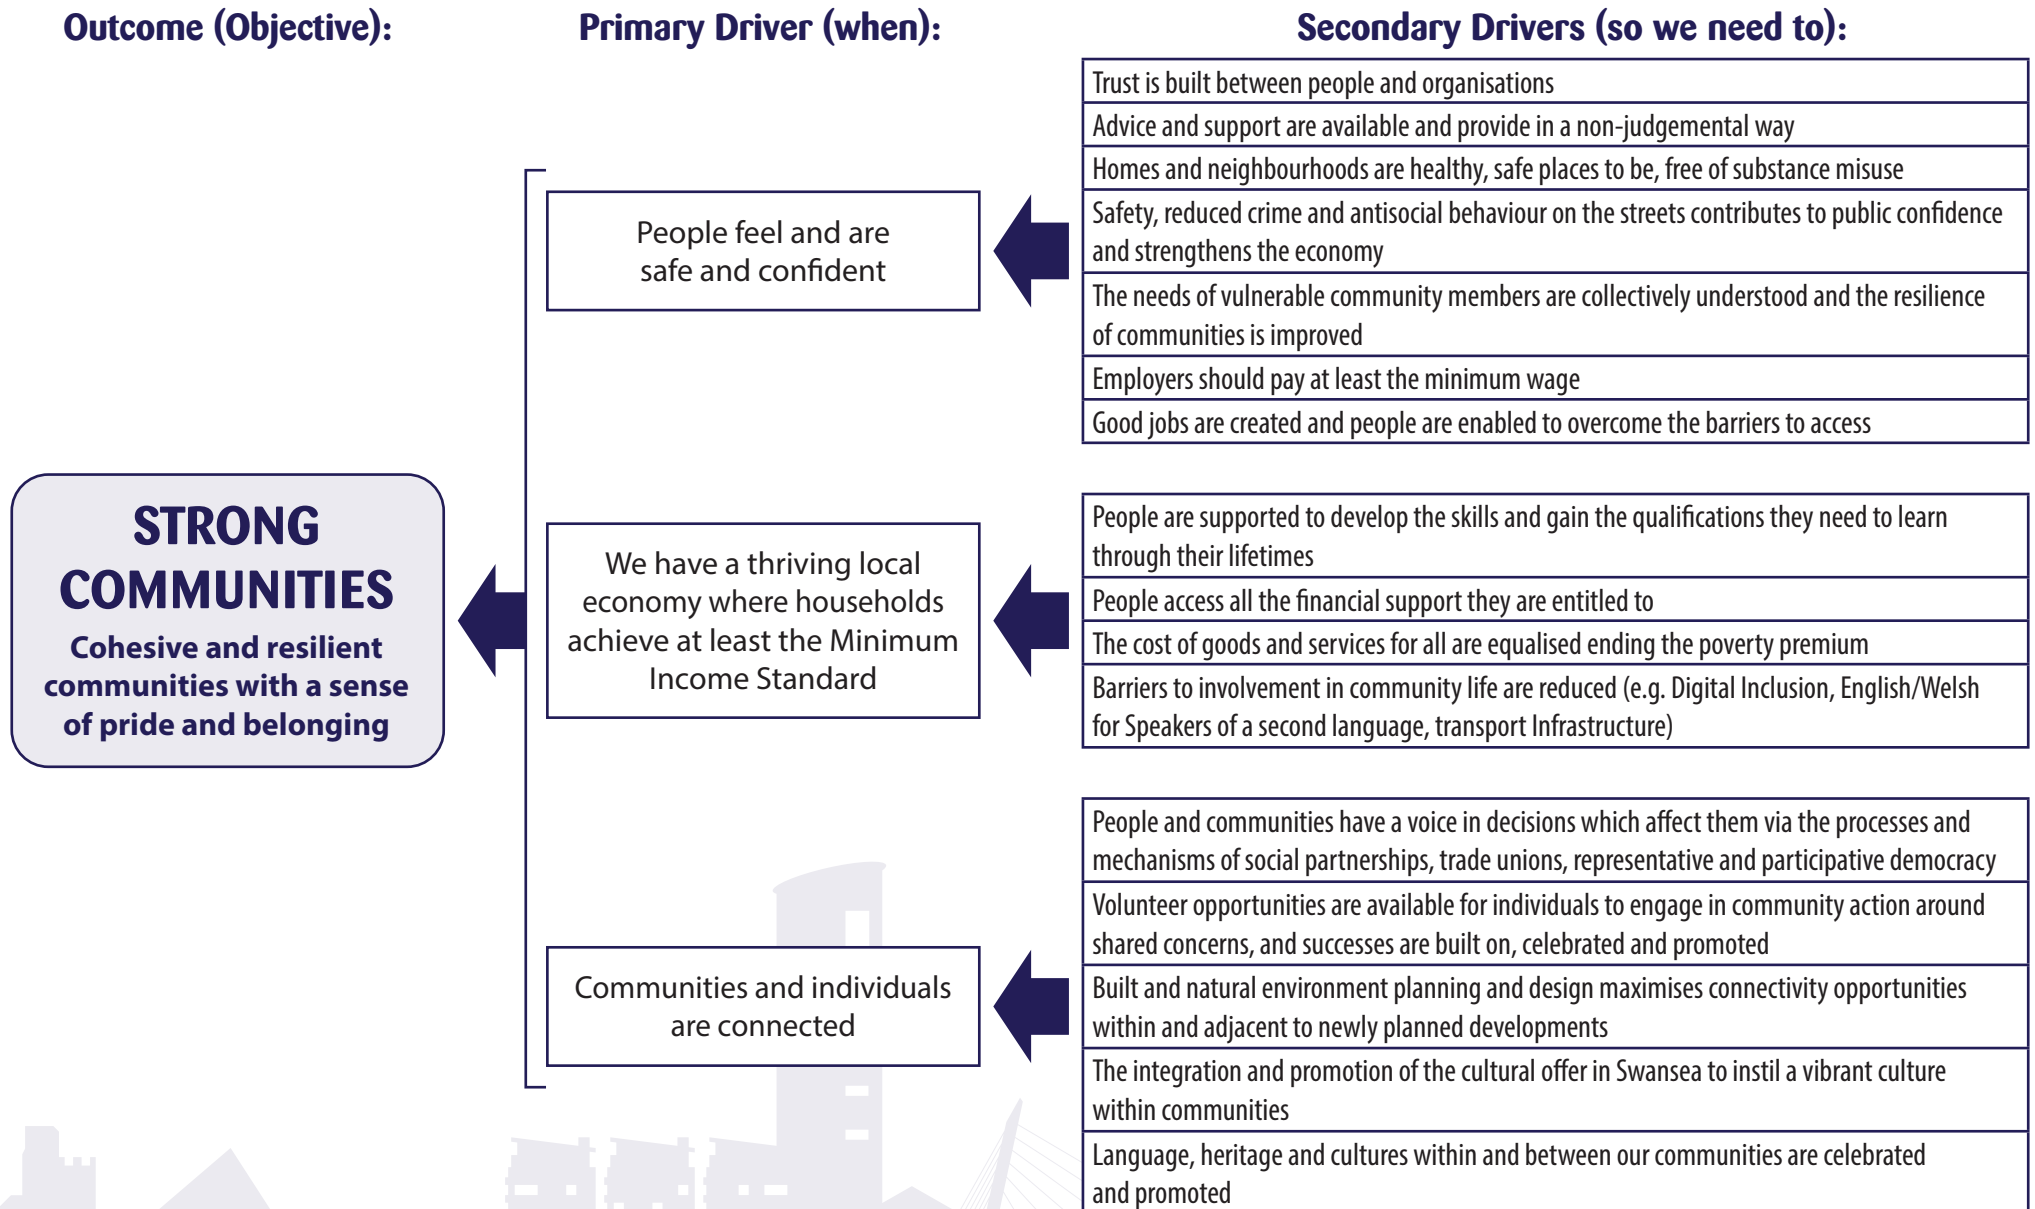 Outcome (Objective):
Primary Driver (when):
Secondary Drivers (so we need to):
STRONG
COMMUNITIES
Cohesive and resilient
communities with a sense
of pride and belonging
People feel and are
safe and confident
Trust is built between people and organisations
Advice and support are available and provide in a non-judgemental way
Homes and neighbourhoods are healthy, safe places to be, free of substance misuse
Safety, reduced crime and antisocial behaviour on the streets contributes to public confidence
and strengthens the economy
The needs of vulnerable community members are collectively understood and the resilience
of communities is improved
Employers should pay at least the minimum wage
Good jobs are created and people are enabled to overcome the barriers to access
We have a thriving local
economy where households
achieve at least the Minimum
Income Standard
People are supported to develop the skills and gain the qualifications they need to learn
through their lifetimes
People access all the financial support they are entitled to
The cost of goods and services for all are equalised ending the poverty premium
Barriers to involvement in community life are reduced (e.g. Digital Inclusion, English/Welsh
for Speakers of a second language, transport Infrastructure)
Communities and individuals
are connected
People and communities have a voice in decisions which affect them via the processes and
mechanisms of social partnerships, trade unions, representative and participative democracy
Volunteer opportunities are available for individuals to engage in community action around
shared concerns, and successes are built on, celebrated and promoted
Built and natural environment planning and design maximises connectivity opportunities
within and adjacent to newly planned developments
The integration and promotion of the cultural offer in Swansea to instil a vibrant culture
within communities
Language, heritage and cultures within and between our communities are celebrated
and promoted